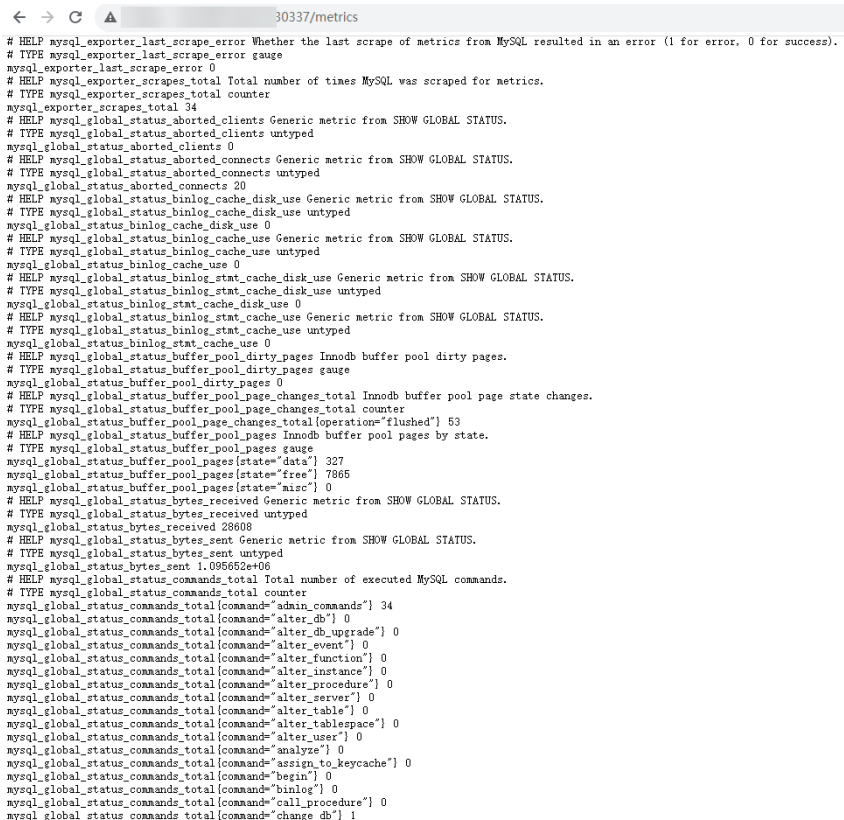 30337/metrics
# HELP mysql_exporter_last_scrape_error Whether the last scrape of metrics from MySQL resulted in an error (1 for error, 0 for success).
# TYPE mysql_exporter_last_scrape_error gauge
mysql_exporter_last_scrape_error 0
# HELP mysql_exporter_scrapes_total Total number of times MySQL was scraped for metrics.
# TYPE mysql_exporter_scrapes_total counter
mysql_exporter_scrapes_total 34
# HELP mysql_global_status_aborted_clients Generic metric from SHOW GLOBAL STATUS.
# TYPE mysql_global_status_aborted_clients untyped
mysql_global_status_aborted_clients 0
# HELP mysql_global_status_aborted_connects Generic metric from SHOW GLOBAL STATUS.
# TYPE mysql_global_status_aborted_connects untyped
mysql_global_status_aborted_connects 20
# HELP mysql_global_status_binlog_cache_disk_use Generic metric from SHOW GLOBAL STATUS.
# TYPE mysql_global_status_binlog_cache_disk_use untyped
mysql_global_status_binlog_cache_disk_use 0
# HELP mysql_global_status_binlog_cache_use Generic metric from SHOW GLOBAL STATUS.
# TYPE mysql_global_status_binlog_cache_use untyped
mysql_global_status_binlog_cache_use 0
# HELP mysql_global_status_binlog_stmt_cache_disk_use Generic metric from SHOW GLOBAL STATUS.
# TYPE mysql_global_status_binlog_stmt_cache_disk_use untyped
mysql_global_status_binlog_stmt_cache_disk_use 0
# HELP mysql_global_status_binlog_stmt_cache_use Generic metric from SHOW GLOBAL STATUS.
# TYPE mysql_global_status_binlog_stmt_cache_use untyped
mysql_global_status_binlog_stmt_cache_use 0
# HELP mysql_global_status_buffer_pool_dirty_pages Innodb buffer pool dirty pages.
# TYPE mysql_global_status_buffer_pool_dirty_pages gauge
mysql_global_status_buffer_pool_dirty_pages 0
# HELP mysql_global_status_buffer_pool_page_changes_total Innodb buffer pool page state changes.
# TYPE mysql_global_status_buffer_pool_page_changes_total counter
mysql_global_status_buffer_pool_page_changes_total{operation="flushed"} 53
# HELP mysql_global_status_buffer_pool_pages Innodb buffer pool pages by state.
# TYPE mysql_global_status_buffer_pool_pages gauge
mysql_global_status_buffer_pool_pages{state="data"} 327
mysql_global_status_buffer_pool_pages{state="free"} 7865
mysql_global_status_buffer_pool_pages{state="misc"} 0
# HELP mysql_global_status_bytes_received Generic metric from SHOW GLOBAL STATUS.
# TYPE mysql_global_status_bytes_received untyped
mysql_global_status_bytes_received 28608
# HELP mysql_global_status_bytes_sent Generic metric from SHOW GLOBAL STATUS.
# TYPE mysql_global_status_bytes_sent untyped
mysql_global_status_bytes_sent 1.095652e+06
# HELP mysql_global_status_commands_total Total number of executed MySQL commands.
# TYPE mysql_global_status_commands_total counter
mysql_global_status_commands_total{command="admin_commands"} 34
mysql_global_status_commands_total{command="alter_db"} 0
mysql_global_status_commands_total{command="alter_db_upgrade"} 0
mysql_global_status_commands_total{command="alter_event"} 0
mysql_global_status_commands_total{command="alter_function"} 0
mysql_global_status_commands_total{command="alter_instance"} 0
mysql_global_status_commands_total{command="alter_procedure"} 0
mysql_global_status_commands_total{command="alter_server"} 0
mysql_global_status_commands_total{command="alter_table"} 0
mysql_global_status_commands_total{command="alter_tablespace"} 0
mysql_global_status_commands_total{command="alter_user"} 0
mysql_global_status_commands_total{command="analyze"} 0
mysql_global_status_commands_total{command="assign_to_keycache"} 0
mysql_global_status_commands_total{command="begin"} 0
mysql_global_status_commands_total{command="binlog"} 0
mysql_global_status_commands_total{command="call_procedure"} 0
mysql_global_status_commands_total{command="change_db"} 1